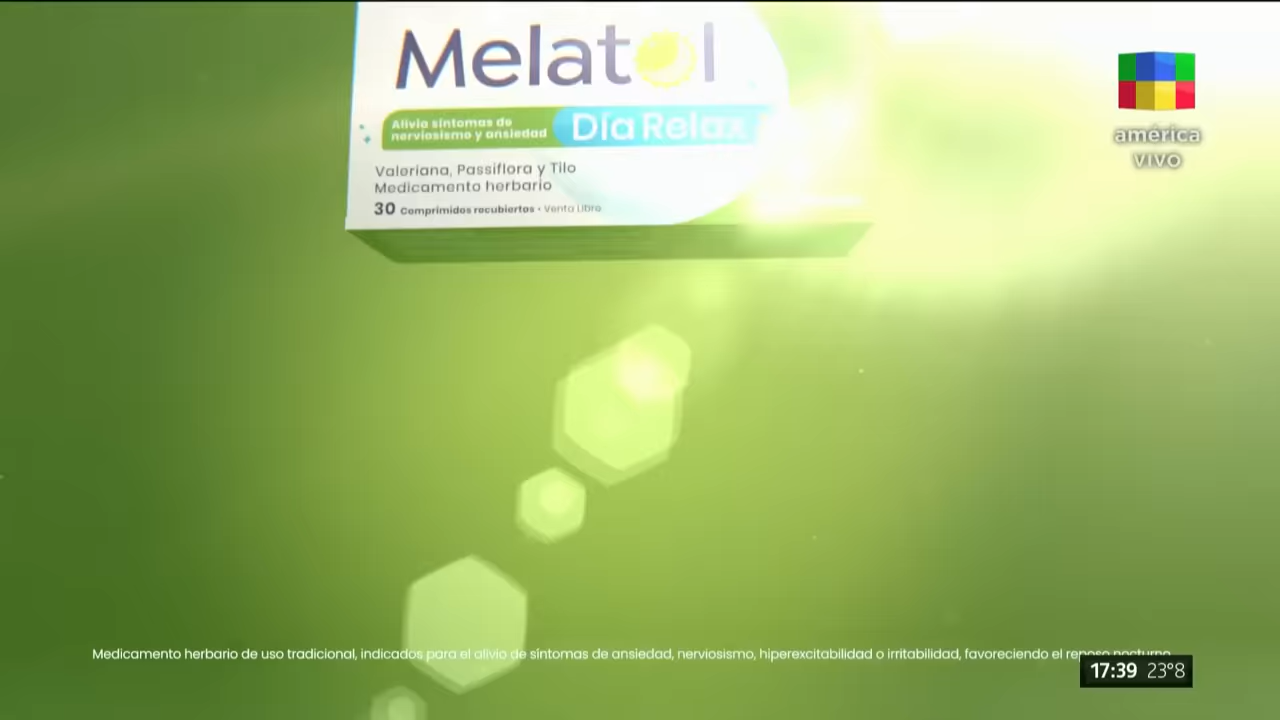 Melatol
Alivia síntomas de
nerviosismo y ansiedad
Día Relax
Valeriana, Passiflora y Tilo
Medicamento herbario
30 Comprimidos recubiertos • Venta Libre
américa
VIVO
Medicamento herbario de uso tradicional, indicados para el alivio de síntomas de ansiedad, nerviosismo, hiperexcitabilidad o irritabilidad, favoreciendo el reposo nocturno
17:39 23°8